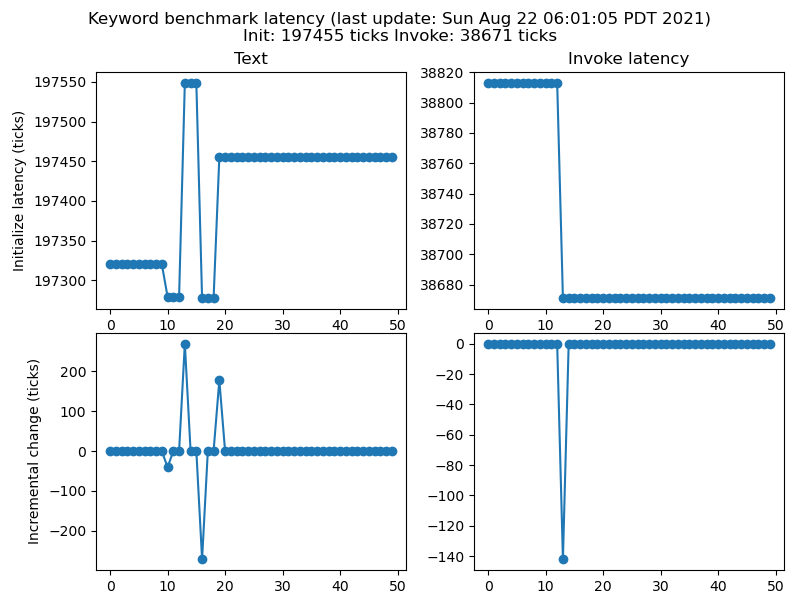 Keyword benchmark latency (last update: Sun Aug 22 06:01:05 PDT 2021)
Init: 197455 ticks Invoke: 38671 ticks
Text
Invoke latency
Initialize latency (ticks)
197550
197500
197450
197400
197350
197300
0 10 20 30 40 50
38820
38800
38780
38760
38740
38720
38700
38680
0 10 20 30 40 50
Incremental change (ticks)
200
100
0
−100
−200
0 10 20 30 40 50
0
−20
−40
−60
−80
−100
−120
−140
0 10 20 30 40 50